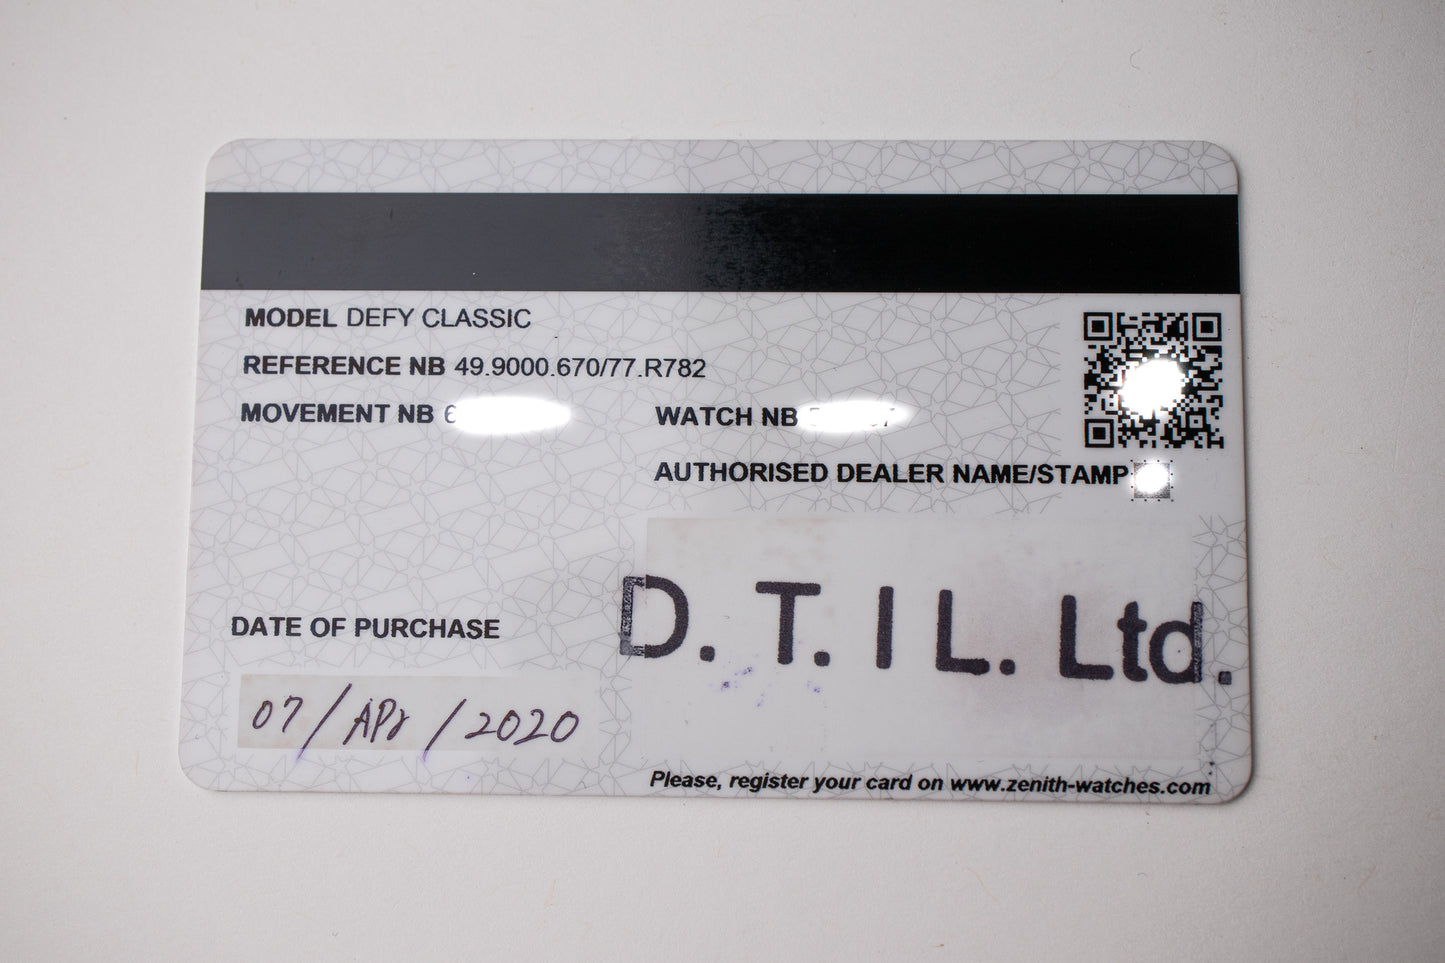 MODEL DEFY CLASSIC
REFERENCE NB 49.9000.670/77.R782
MOVEMENT NB 6
WATCH NB
AUTHORISED DEALER NAME/STAMP
D. T. I L. Ltd.
DATE OF PURCHASE
07/APr/2020
Please, register your card on www.zenith-watches.com